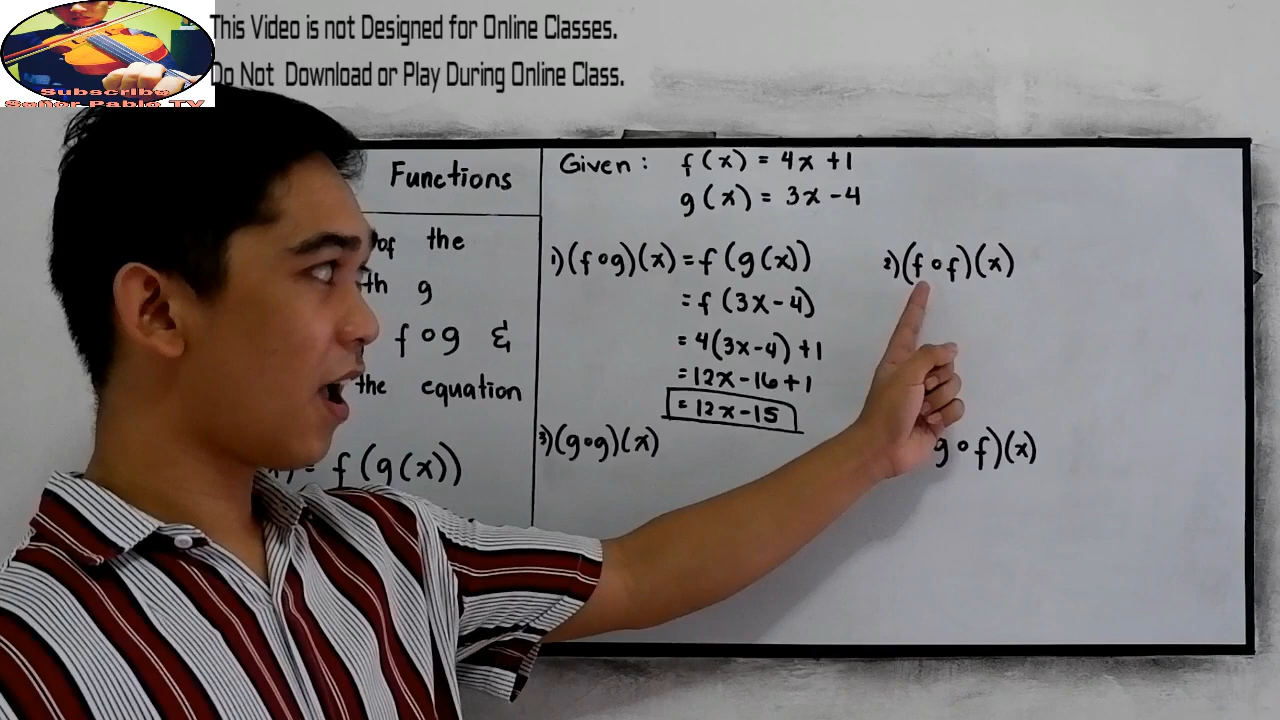 This Video is not Designed for Online Classes.
Do Not Download or Play During Online Class.
Subscribe
Señor Pablo TV
Functions
of the
th g
f∘g &
the equation
= f(g(x))
Given: f(x) = 4x + 1
g(x) = 3x - 4
1) (f∘g)(x) = f(g(x))
= f(3x-4)
= 4(3x-4) + 1
= 12x - 16 + 1
= 12x - 15
2) (f∘f)(x)
3) (g∘g)(x)
g∘f)(x)